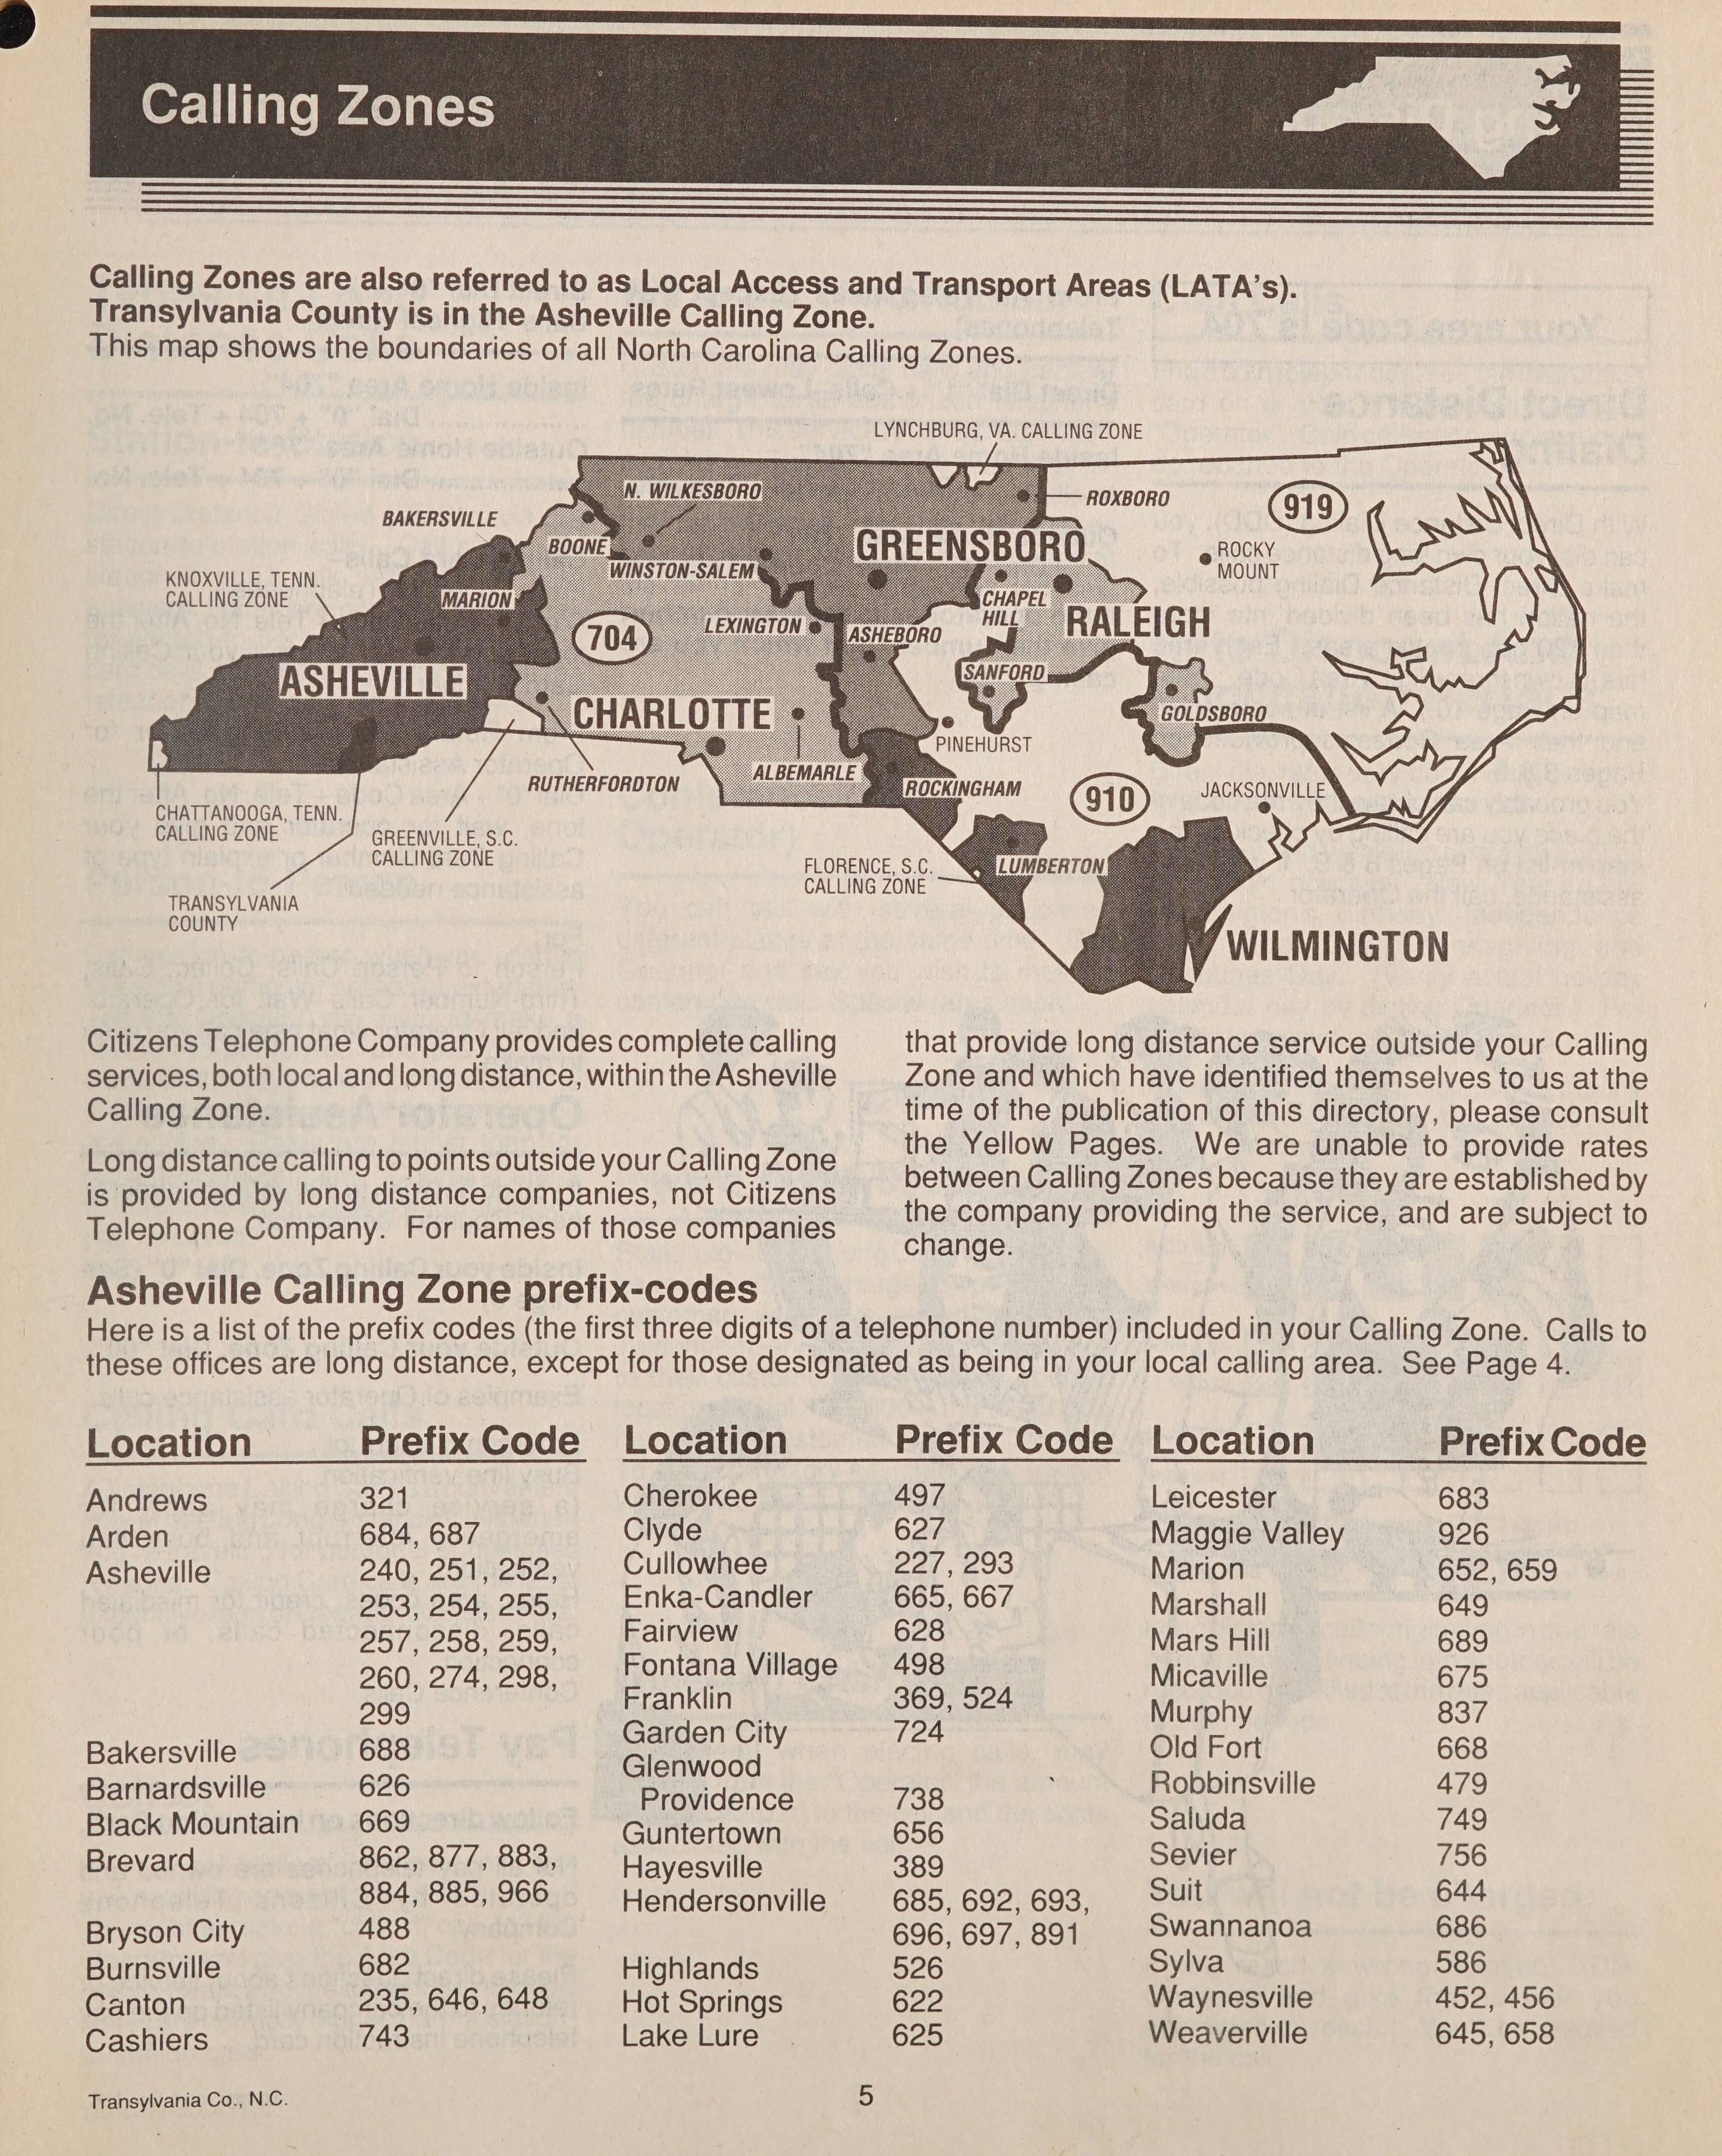 Calling Zones
Calling Zones are also referred to as Local Access and Transport Areas (LATA's).
Transylvania County is in the Asheville Calling Zone.
This map shows the boundaries of all North Carolina Calling Zones.
LYNCHBURG, VA. CALLING ZONE
N. WILKESBORO
ROXBORO
919
BAKERSVILLE
BOONE
GREENSBORO
ROCKY
MOUNT
WINSTON-SALEM
KNOXVILLE, TENN.
CALLING ZONE
MARION
CHAPEL
HILL
RALEIGH
704
LEXINGTON
ASHEBORO
SANFORD
ASHEVILLE
CHARLOTTE
GOLDSBORO
PINEHURST
ALBEMARLE
RUTHERFORDTON
ROCKINGHAM
910
JACKSONVILLE
CHATTANOOGA, TENN.
CALLING ZONE
GREENVILLE, S.C.
CALLING ZONE
FLORENCE, S.C.
CALLING ZONE
LUMBERTON
TRANSYLVANIA
COUNTY
WILMINGTON
Citizens Telephone Company provides complete calling
services, both local and long distance, within the Asheville
Calling Zone.
Long distance calling to points outside your Calling Zone
is provided by long distance companies, not Citizens
Telephone Company. For names of those companies
that provide long distance service outside your Calling
Zone and which have identified themselves to us at the
time of the publication of this directory, please consult
the Yellow Pages. We are unable to provide rates
between Calling Zones because they are established by
the company providing the service, and are subject to
change.
Asheville Calling Zone prefix-codes
Here is a list of the prefix codes (the first three digits of a telephone number) included in your Calling Zone. Calls to
these offices are long distance, except for those designated as being in your local calling area. See Page 4.
Location Prefix Code
Andrews 321
Arden 684, 687
Asheville 240, 251, 252,
253, 254, 255,
257, 258, 259,
260, 274, 298,
299
Bakersville 688
Barnardsville 626
Black Mountain 669
Brevard 862, 877, 883,
884, 885, 966
Bryson City 488
Burnsville 682
Canton 235, 646, 648
Cashiers 743
Location Prefix Code
Cherokee 497
Clyde 627
Cullowhee 227, 293
Enka-Candler 665, 667
Fairview 628
Fontana Village 498
Franklin 369, 524
Garden City 724
Glenwood
Providence 738
Guntertown 656
Hayesville 389
Hendersonville 685, 692, 693,
696, 697, 891
Highlands 526
Hot Springs 622
Lake Lure 625
Location Prefix Code
Leicester 683
Maggie Valley 926
Marion 652, 659
Marshall 649
Mars Hill 689
Micaville 675
Murphy 837
Old Fort 668
Robbinsville 479
Saluda 749
Sevier 756
Suit 644
Swannanoa 686
Sylva 586
Waynesville 452, 456
Weaverville 645, 658
Transylvania Co., N.C.
5